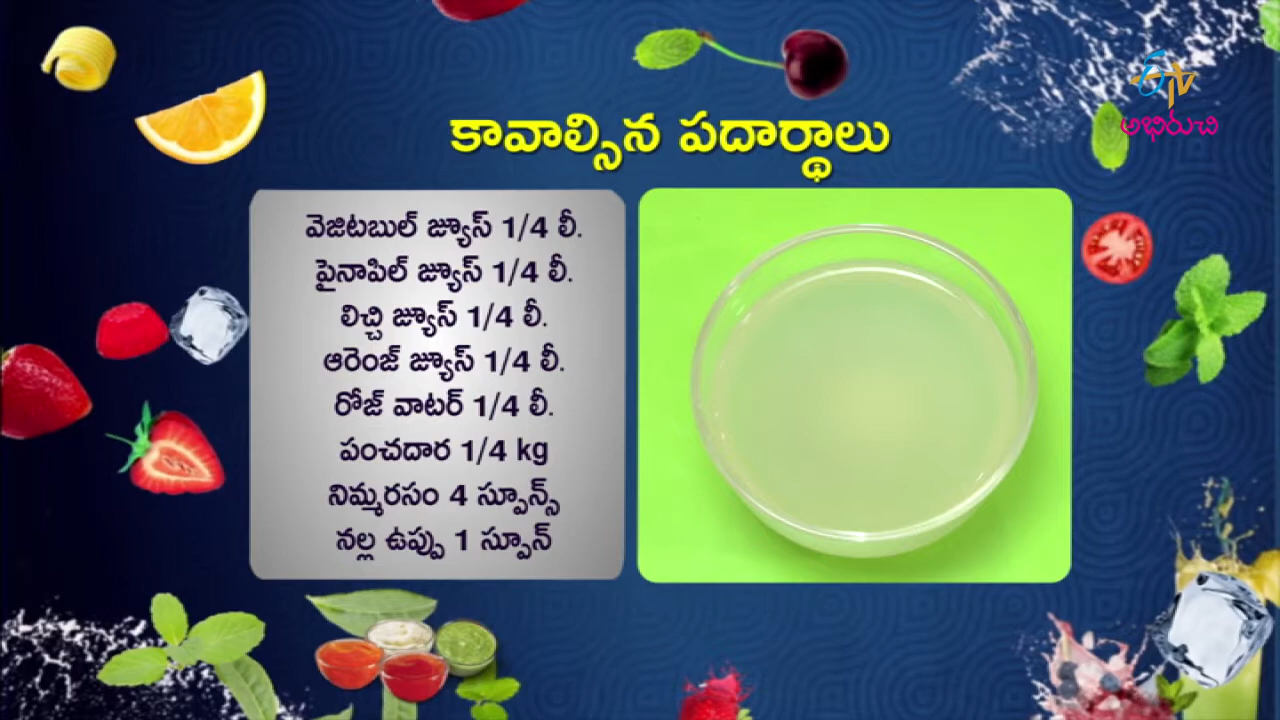 ETV
అభిరుచి
కావాల్సిన పదార్థాలు
వెజిటబుల్ జ్యూస్ 1/4 లీ.
పైనాపిల్ జ్యూస్ 1/4 లీ.
లిచ్చి జ్యూస్ 1/4 లీ.
ఆరెంజ్ జ్యూస్ 1/4 లీ.
రోజ్ వాటర్ 1/4 లీ.
పంచదార 1/4 kg
నిమ్మరసం 4 స్పూన్స్
నల్ల ఉప్పు 1 స్పూన్